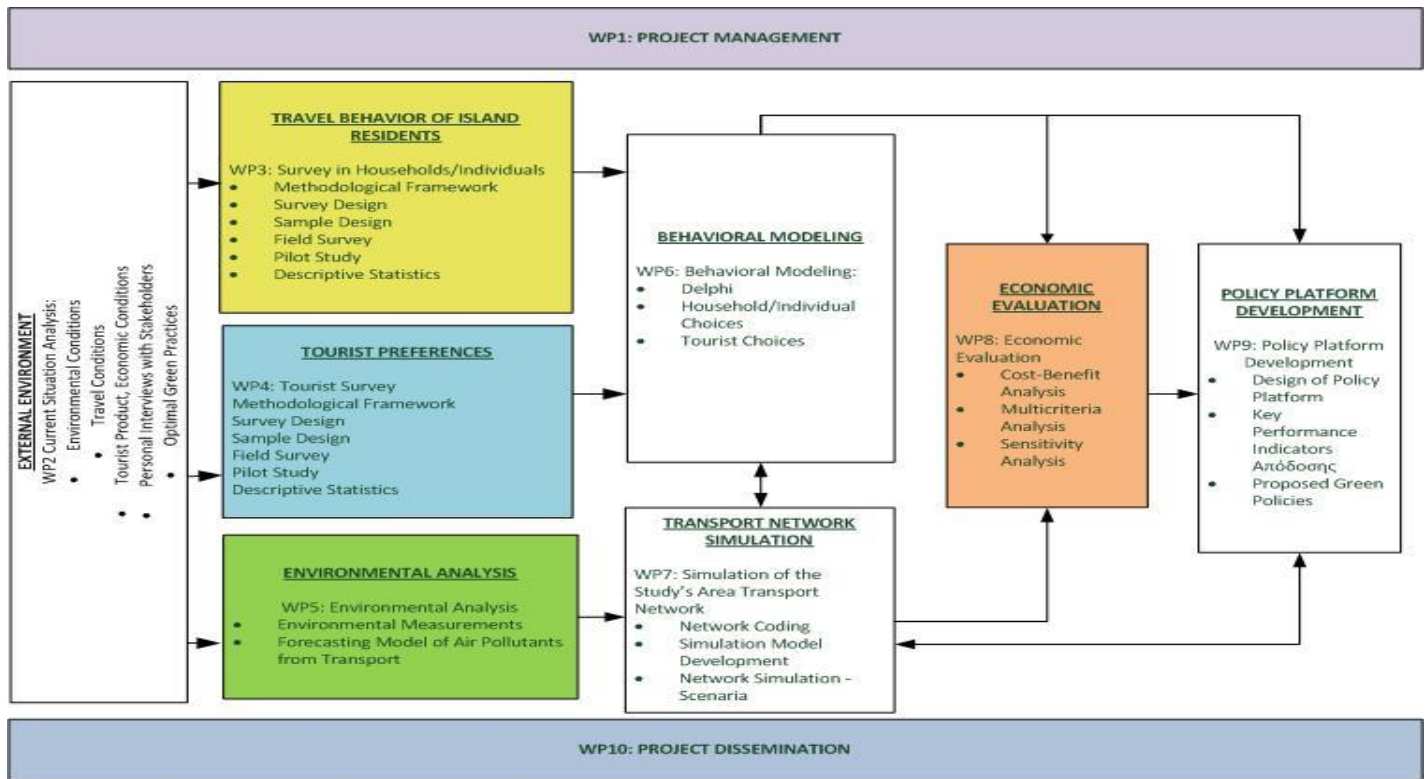 WP1: PROJECT MANAGEMENT
EXTERNAL ENVIRONMENT
WP2 Current Situation Analysis:
• Environmental Conditions
• Travel Conditions
• Tourist Product, Economic Conditions
• Personal Interviews with Stakeholders
• Optimal Green Practices
TRAVEL BEHAVIOR OF ISLAND
RESIDENTS
WP3: Survey in Households/Individuals
• Methodological Framework
• Survey Design
• Sample Design
• Field Survey
• Pilot Study
• Descriptive Statistics
TOURIST PREFERENCES
WP4: Tourist Survey
Methodological Framework
Survey Design
Sample Design
Field Survey
Pilot Study
Descriptive Statistics
ENVIRONMENTAL ANALYSIS
WP5: Environmental Analysis
• Environmental Measurements
• Forecasting Model of Air Pollutants
from Transport
BEHAVIORAL MODELING
WP6: Behavioral Modeling:
• Delphi
• Household/Individual
Choices
• Tourist Choices
TRANSPORT NETWORK
SIMULATION
WP7: Simulation of the
Study's Area Transport
Network
• Network Coding
• Simulation Model
Development
• Network Simulation -
Scenaria
ECONOMIC
EVALUATION
WP8: Economic
Evaluation
• Cost-Benefit
Analysis
• Multicriteria
Analysis
• Sensitivity
Analysis
POLICY PLATFORM
DEVELOPMENT
WP9: Policy Platform
Development
• Design of Policy
Platform
• Key
Performance
Indicators
Απόδοσης
• Proposed Green
Policies
WP10: PROJECT DISSEMINATION